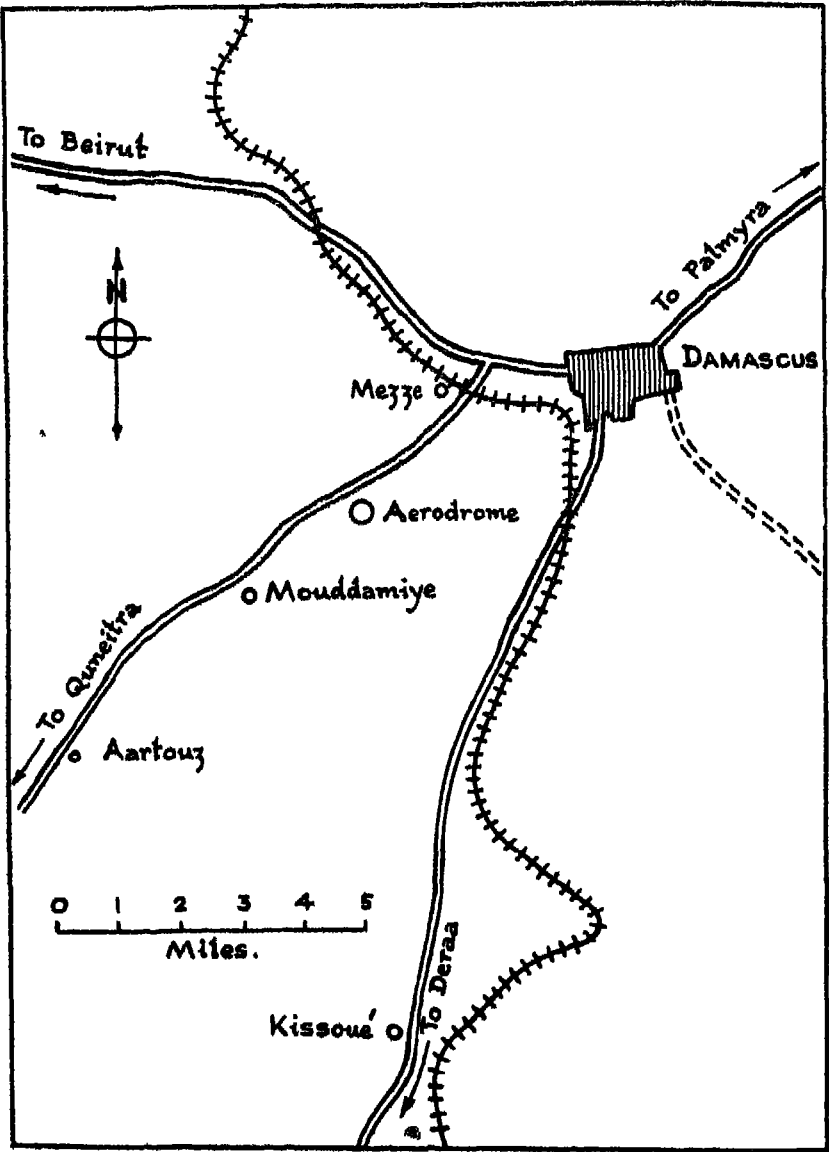 To Beirut
To Palmyra
N
DAMASCUS
Mezze
Aerodrome
Mouddamiye
To Quneitra
Aartouz
0 1 2 3 4 5
Miles.
To Deraa
Kissoué